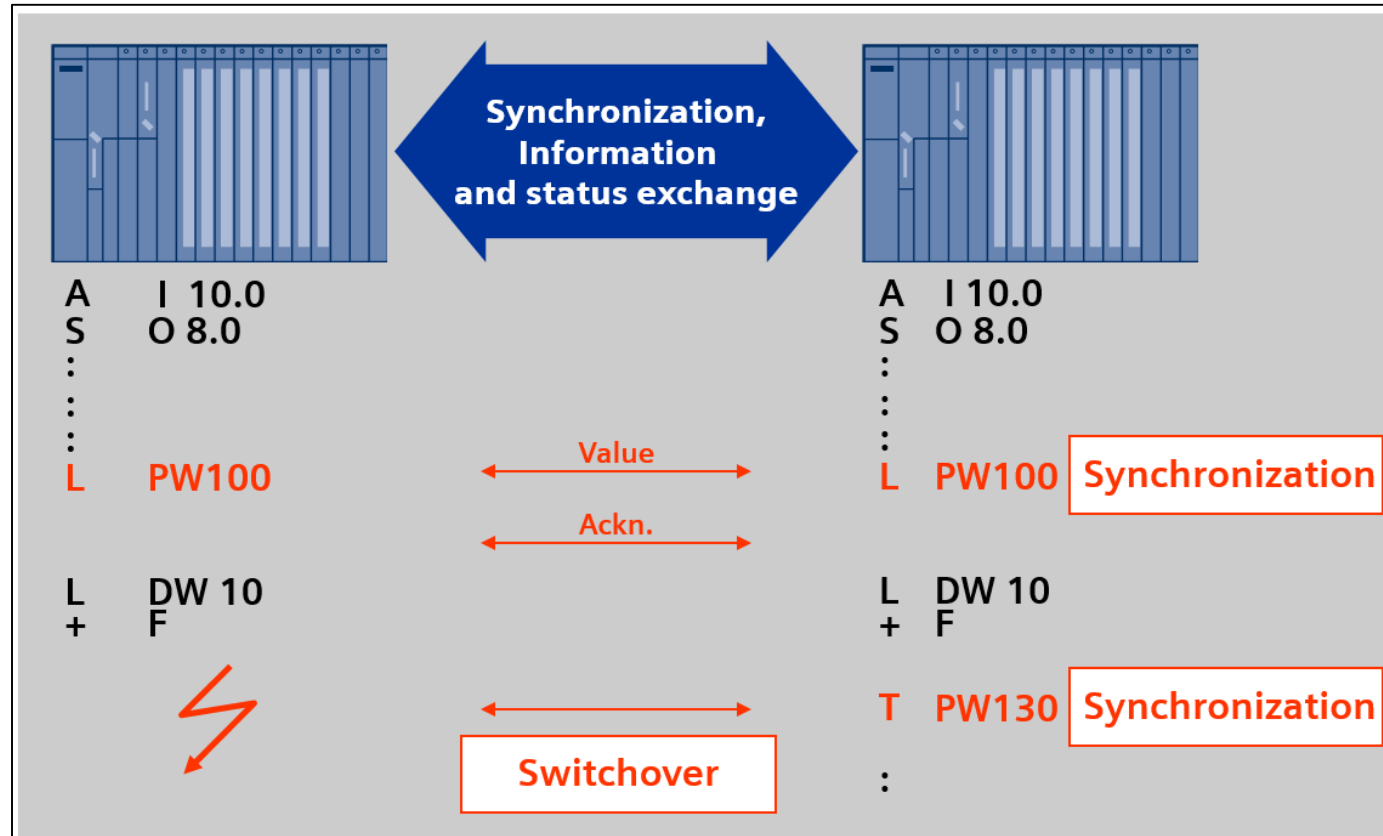 Synchronization,
Information
and status exchange
A I 10.0
S O 8.0
:
:
:
L PW100
L DW 10
+ F
Value
Ackn.
Switchover
A I 10.0
S O 8.0
:
:
:
L PW100 Synchronization
L DW 10
+ F
T PW130 Synchronization
: